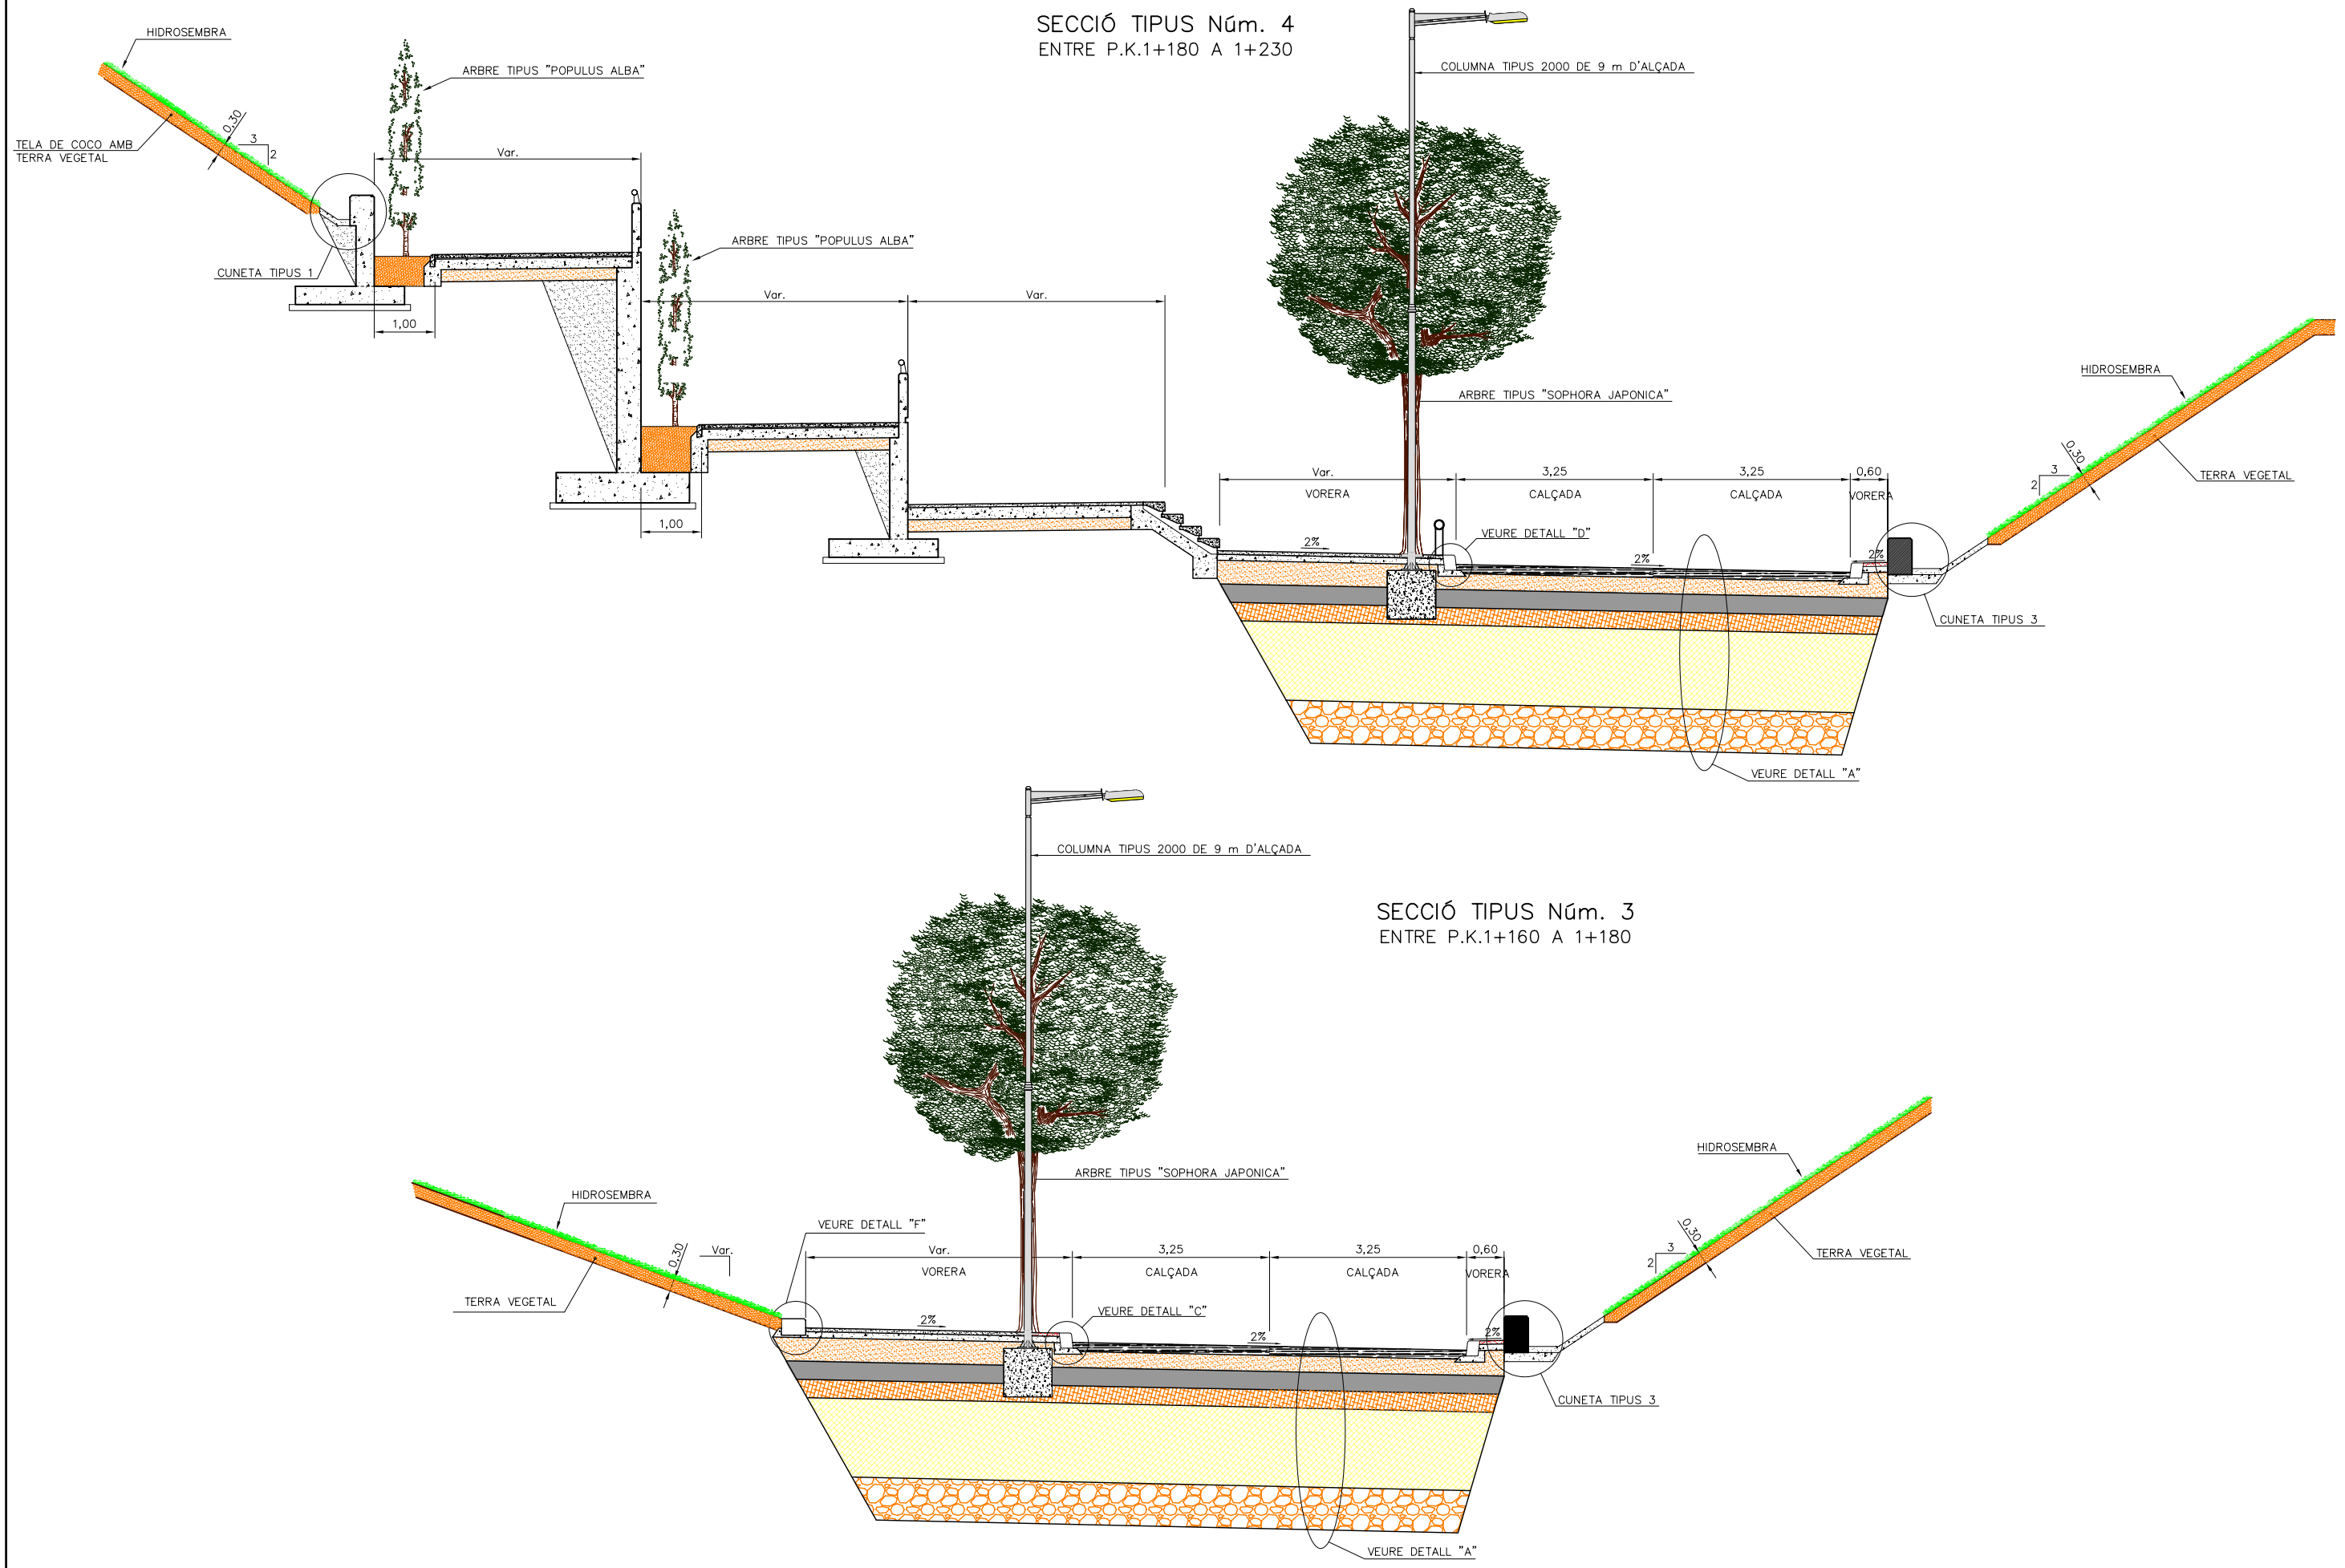 SECCIÓ TIPUS Núm. 4
ENTRE P.K.1+180 A 1+230
HIDROSEMBRA
ARBRE TIPUS "POPULUS ALBA"
COLUMNA TIPUS 2000 DE 9 m D'ALÇADA
0,30
3
2
TELA DE COCO AMB
TERRA VEGETAL
Var.
ARBRE TIPUS "POPULUS ALBA"
CUNETA TIPUS 1
1,00
Var.
Var.
ARBRE TIPUS "SOPHORA JAPONICA"
HIDROSEMBRA
0,30
3
2
TERRA VEGETAL
Var.
3,25
3,25
0,60
VORERA
CALÇADA
CALÇADA
VORERA
1,00
VEURE DETALL "D"
2%
2%
2%
CUNETA TIPUS 3
VEURE DETALL "A"
COLUMNA TIPUS 2000 DE 9 m D'ALÇADA
SECCIÓ TIPUS Núm. 3
ENTRE P.K.1+160 A 1+180
HIDROSEMBRA
ARBRE TIPUS "SOPHORA JAPONICA"
HIDROSEMBRA
VEURE DETALL "F"
0,30
Var.
Var.
3,25
3,25
0,60
VORERA
CALÇADA
CALÇADA
VORERA
0,30
3
2
TERRA VEGETAL
TERRA VEGETAL
VEURE DETALL "C"
2%
2%
2%
CUNETA TIPUS 3
VEURE DETALL "A"